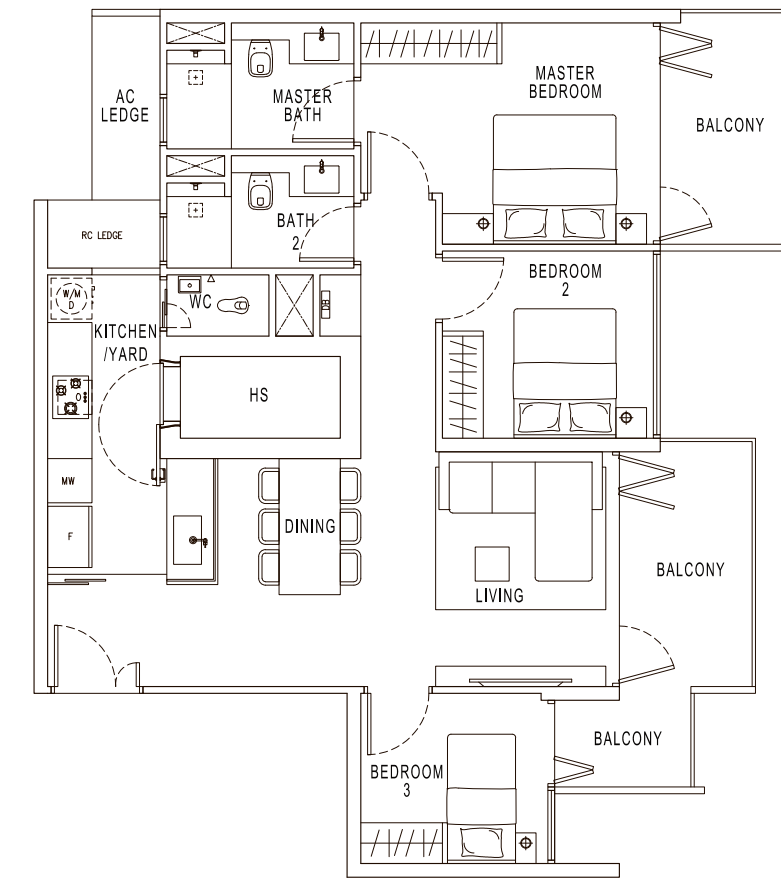 MASTER
BEDROOM
AC
LEDGE
MASTER
BATH
BALCONY
BATH
2
RC LEDGE
BEDROOM
2
W/M
D
WC
KITCHEN
/YARD
HS
MW
F
DINING
BALCONY
LIVING
BALCONY
BEDROOM
3